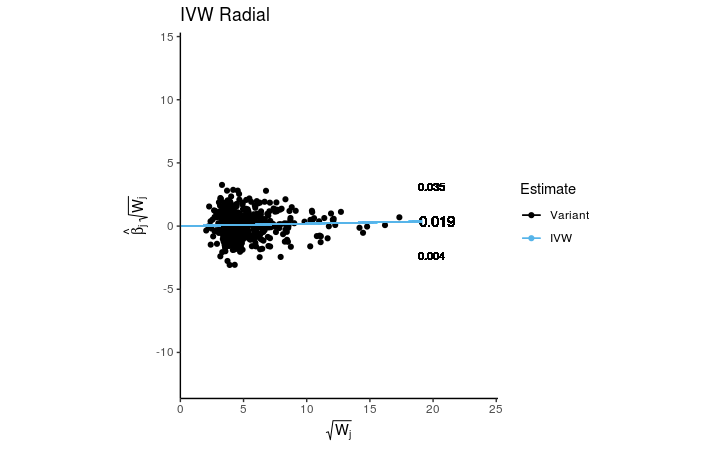 IVW Radial
15
10
5
0
-5
-10
β̂j√Wj
0.035
0.019
0.004
0 5 10 15 20 25
√Wj
Estimate
Variant
IVW